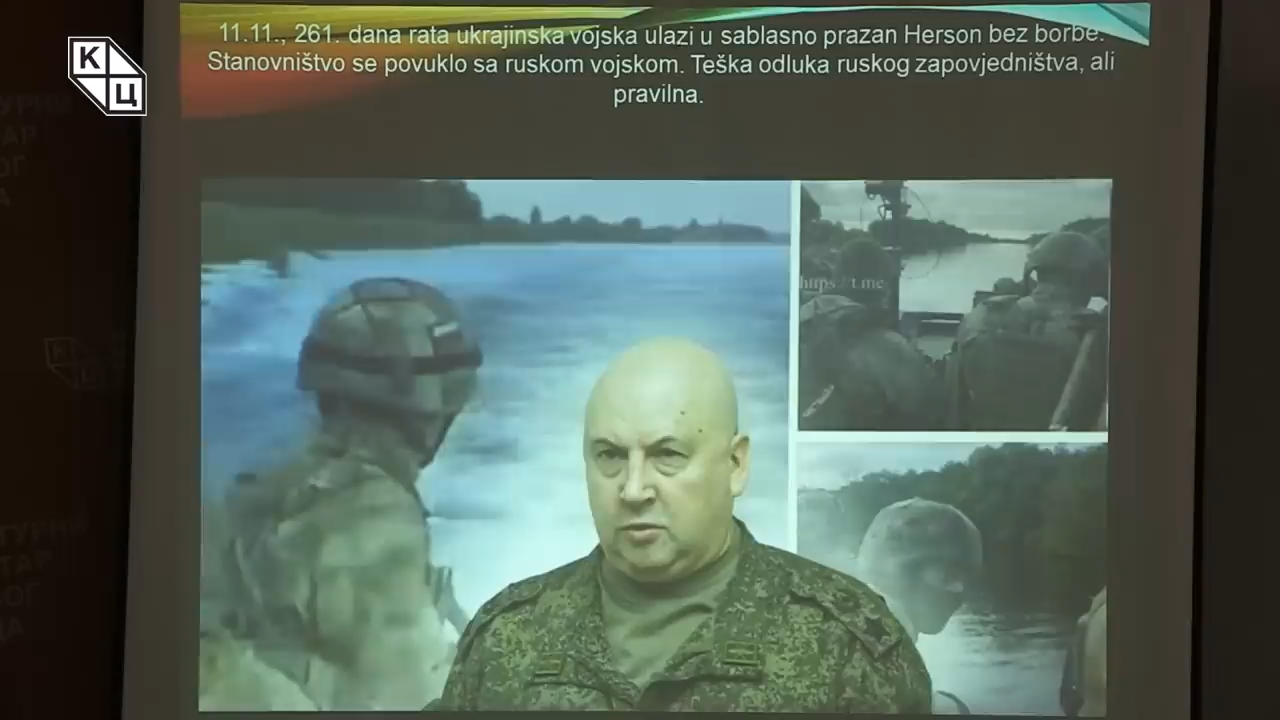 11.11., 261. dana rata ukrajinska vojska ulazi u sablasno prazan Herson bez borbe.
Stanovništvo se povuklo sa ruskom vojskom. Teška odluka ruskog zapovjedništva, ali
pravilna.
К
Ц
https t.me